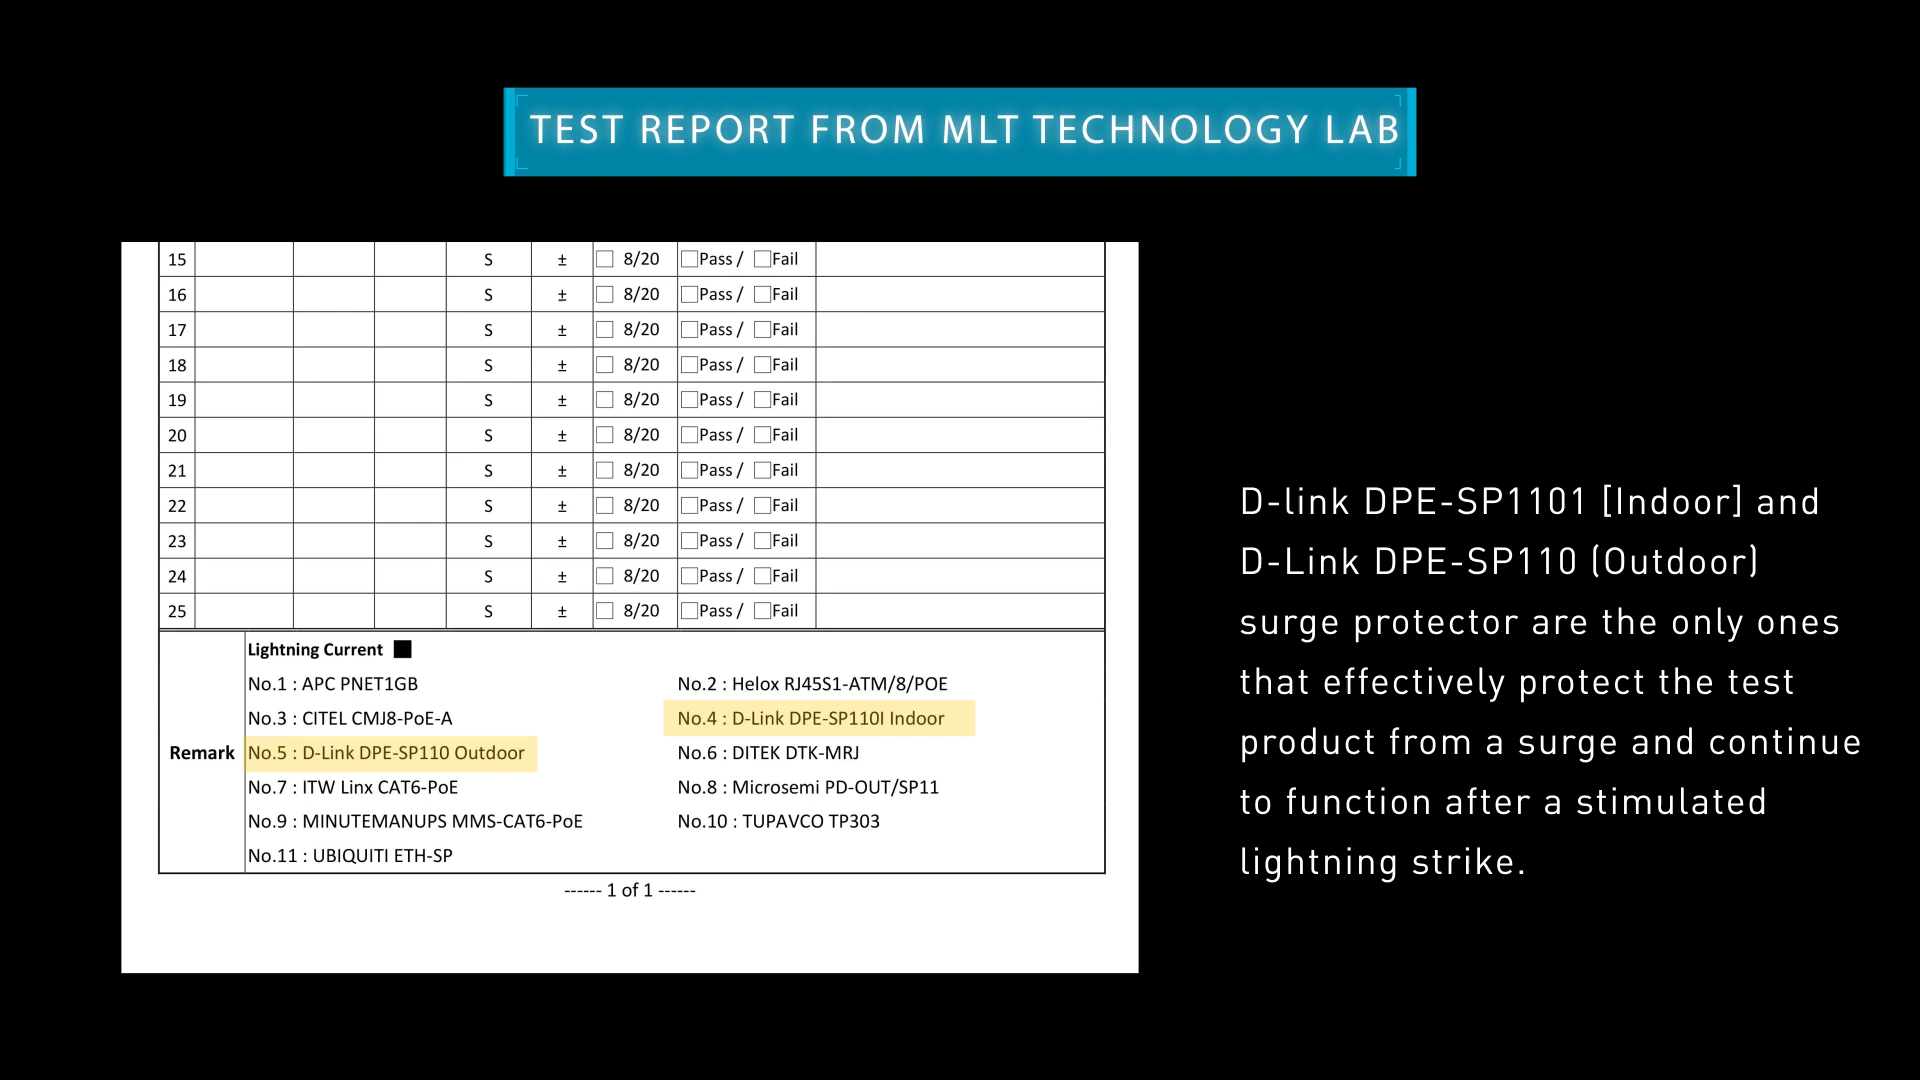 TEST REPORT FROM MLT TECHNOLOGY LAB
15 S ± ☐ 8/20 ☐Pass / ☐Fail
16 S ± ☐ 8/20 ☐Pass / ☐Fail
17 S ± ☐ 8/20 ☐Pass / ☐Fail
18 S ± ☐ 8/20 ☐Pass / ☐Fail
19 S ± ☐ 8/20 ☐Pass / ☐Fail
20 S ± ☐ 8/20 ☐Pass / ☐Fail
21 S ± ☐ 8/20 ☐Pass / ☐Fail
22 S ± ☐ 8/20 ☐Pass / ☐Fail
23 S ± ☐ 8/20 ☐Pass / ☐Fail
24 S ± ☐ 8/20 ☐Pass / ☐Fail
25 S ± ☐ 8/20 ☐Pass / ☐Fail
Remark
Lightning Current ■
No.1 : APC PNET1GB No.2 : Helox RJ45S1-ATM/8/POE
No.3 : CITEL CMJ8-PoE-A No.4 : D-Link DPE-SP110I Indoor
No.5 : D-Link DPE-SP110 Outdoor No.6 : DITEK DTK-MRJ
No.7 : ITW Linx CAT6-PoE No.8 : Microsemi PD-OUT/SP11
No.9 : MINUTEMANUPS MMS-CAT6-PoE No.10 : TUPAVCO TP303
No.11 : UBIQUITI ETH-SP
------ 1 of 1 ------
D-link DPE-SP1101 [Indoor] and
D-Link DPE-SP110 (Outdoor)
surge protector are the only ones
that effectively protect the test
product from a surge and continue
to function after a stimulated
lightning strike.